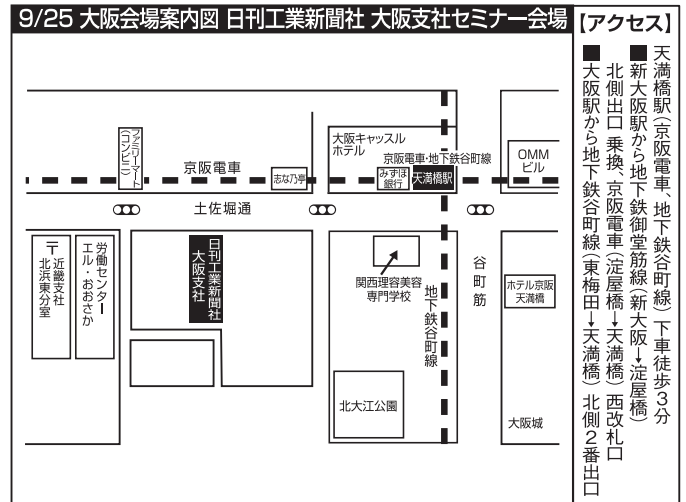 9/25 大阪会場案内図 日刊工業新聞社 大阪支社セミナー会場
【アクセス】
天満橋駅(京阪電車、地下鉄谷町線)下車徒歩3分
■新大阪駅から地下鉄御堂筋線(新大阪→淀屋橋)
北側出口 乗換、京阪電車(淀屋橋→天満橋)西改札口
■大阪駅から地下鉄谷町線(東梅田→天満橋)北側2番出口
ファミリーマート
(コンビニ)
京阪電車
志な乃亭
大阪キャッスル
ホテル
京阪電車・地下鉄谷町線
みずほ
銀行
天満橋駅
OMM
ビル
土佐堀通
〒近畿支社
北浜東分室
労働センター
エル・おおさか
日刊工業新聞社
大阪支社
関西理容美容
専門学校
地下鉄谷町線
谷町筋
ホテル京阪
天満橋
北大江公園
大阪城